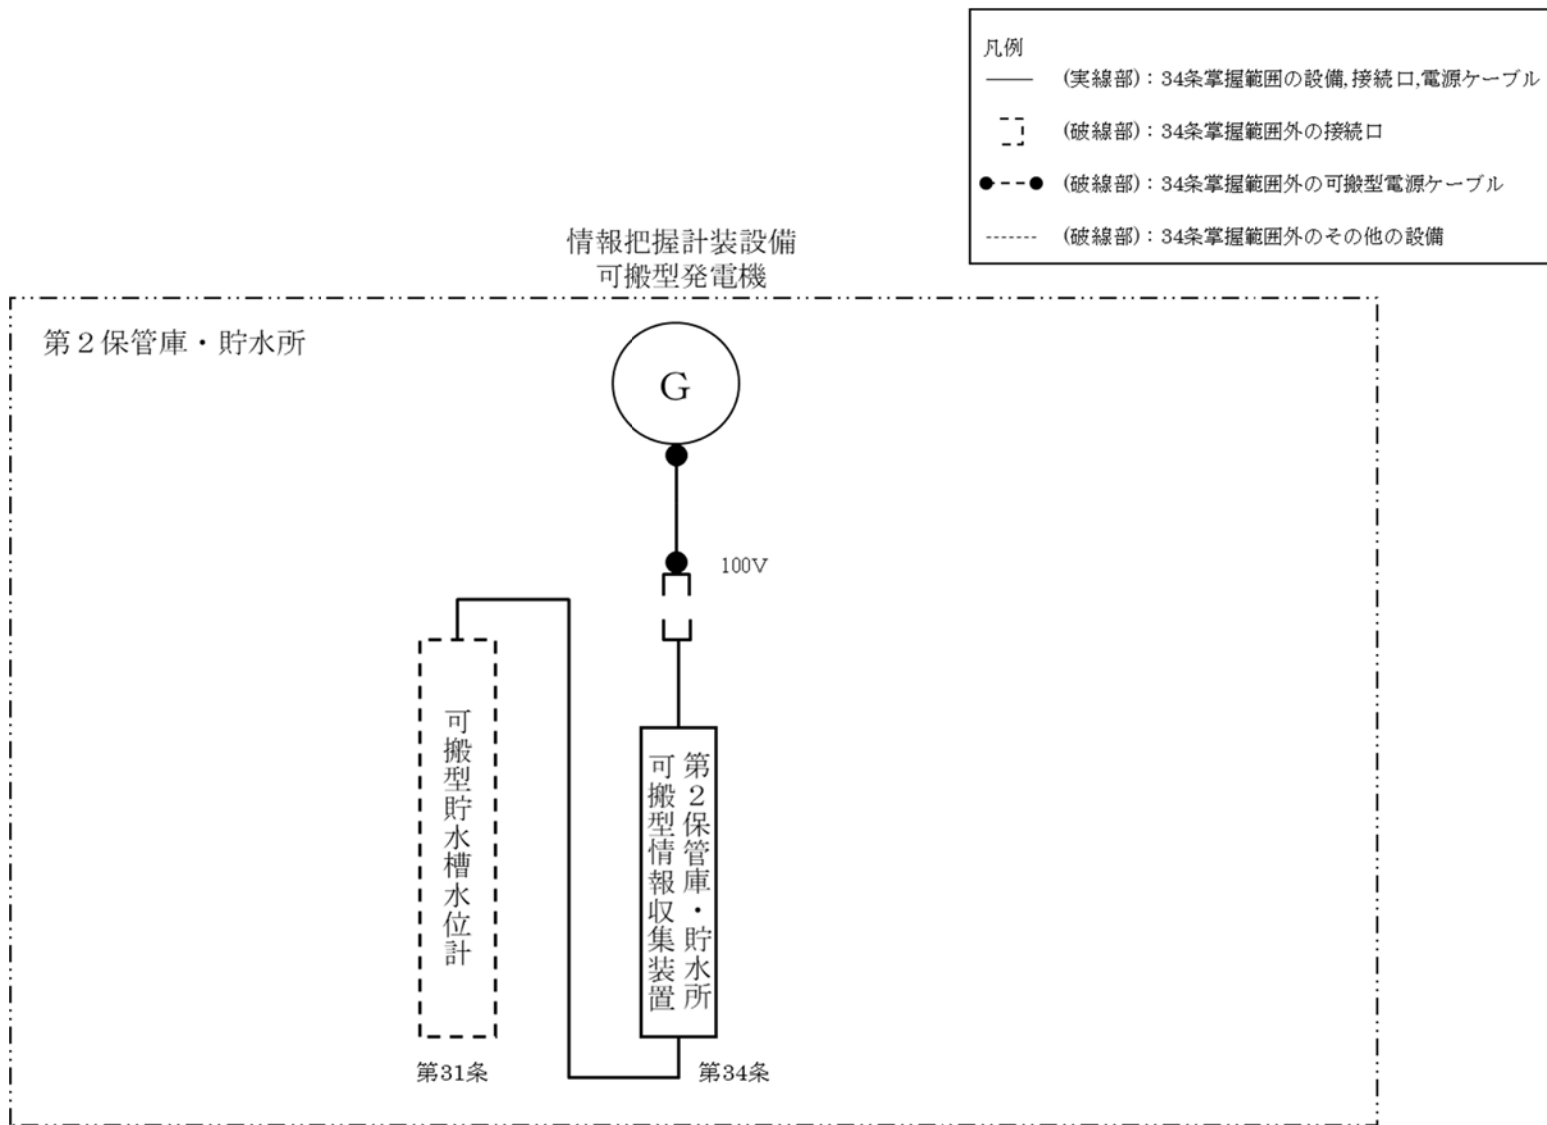 凡例
(実線部)：34条掌握範囲の設備,接続口,電源ケーブル
(破線部)：34条掌握範囲外の接続口
(破線部)：34条掌握範囲外の可搬型電源ケーブル
(破線部)：34条掌握範囲外のその他の設備
情報把握計装設備
可搬型発電機
第２保管庫・貯水所
G
100V
可搬型貯水槽水位計
第２保管庫・貯水所
可搬型情報収集装置
第31条
第34条